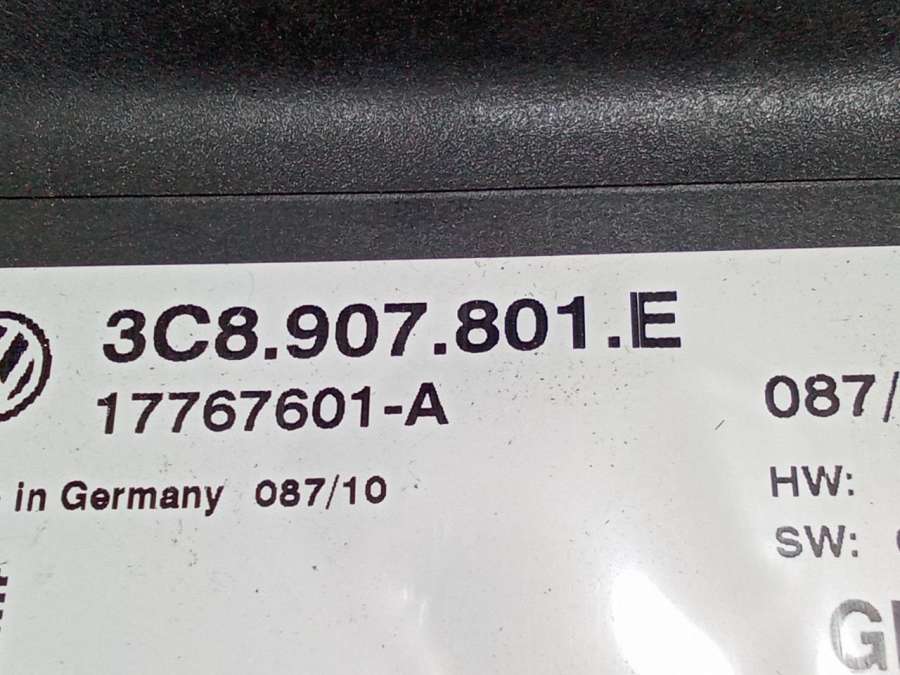 3C8.907.801.E
17767601-A
087/
in Germany 087/10
HW:
SW: